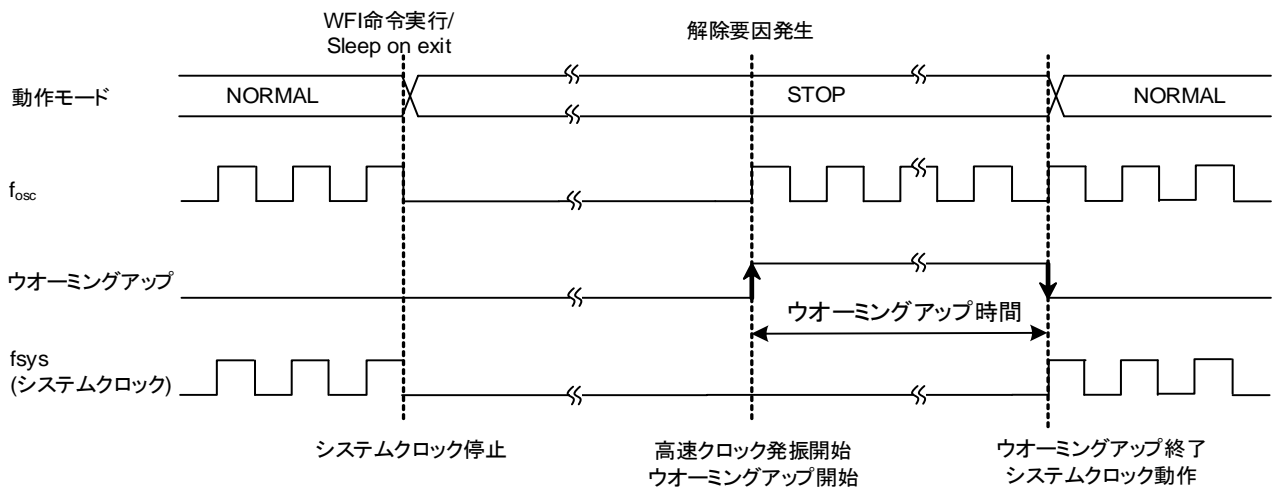 WFI命令実行/
Sleep on exit
解除要因発生
動作モード
NORMAL
STOP
NORMAL
fosc
ウオーミングアップ
ウオーミングアップ時間
fsys
(システムクロック)
システムクロック停止
高速クロック発振開始
ウオーミングアップ開始
ウオーミングアップ終了
システムクロック動作